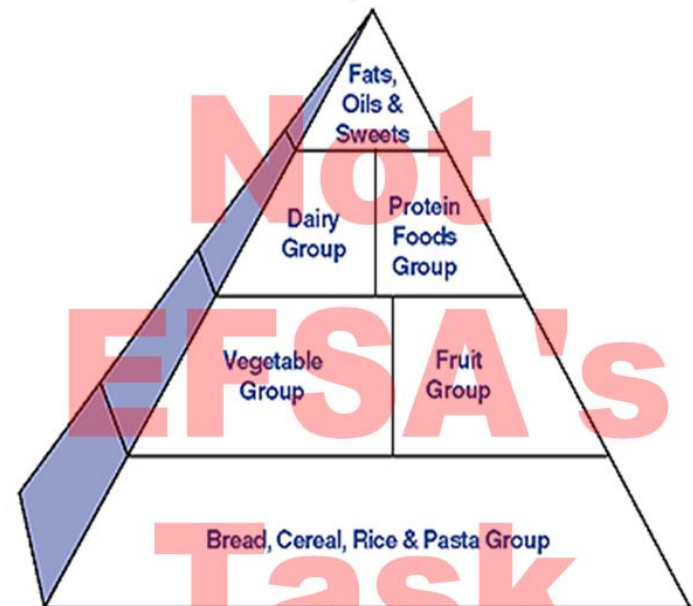 Fats,
Oils &
Sweets
Not
Dairy
Group
Protein
Foods
Group
EFSA's
Vegetable
Group
Fruit
Group
Task
Bread, Cereal, Rice & Pasta Group